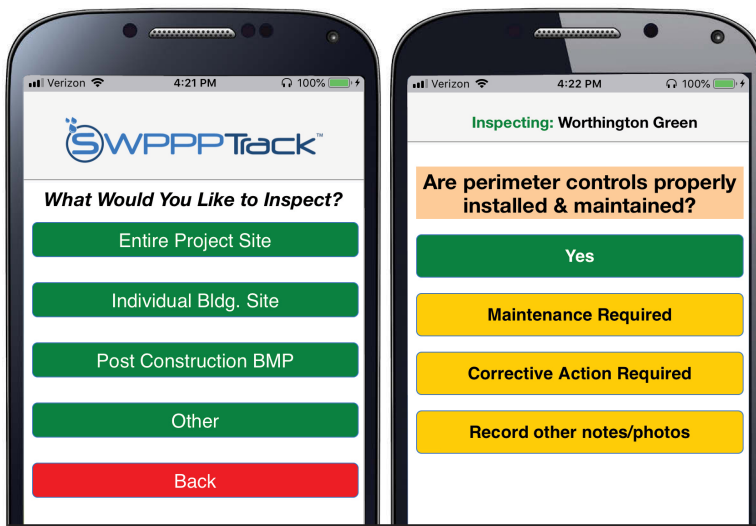 Verizon 4:21 PM 100%
SWPPPTrack™
What Would You Like to Inspect?
Entire Project Site
Individual Bldg. Site
Post Construction BMP
Other
Back
Verizon 4:22 PM 100%
Inspecting: Worthington Green
Are perimeter controls properly
installed & maintained?
Yes
Maintenance Required
Corrective Action Required
Record other notes/photos